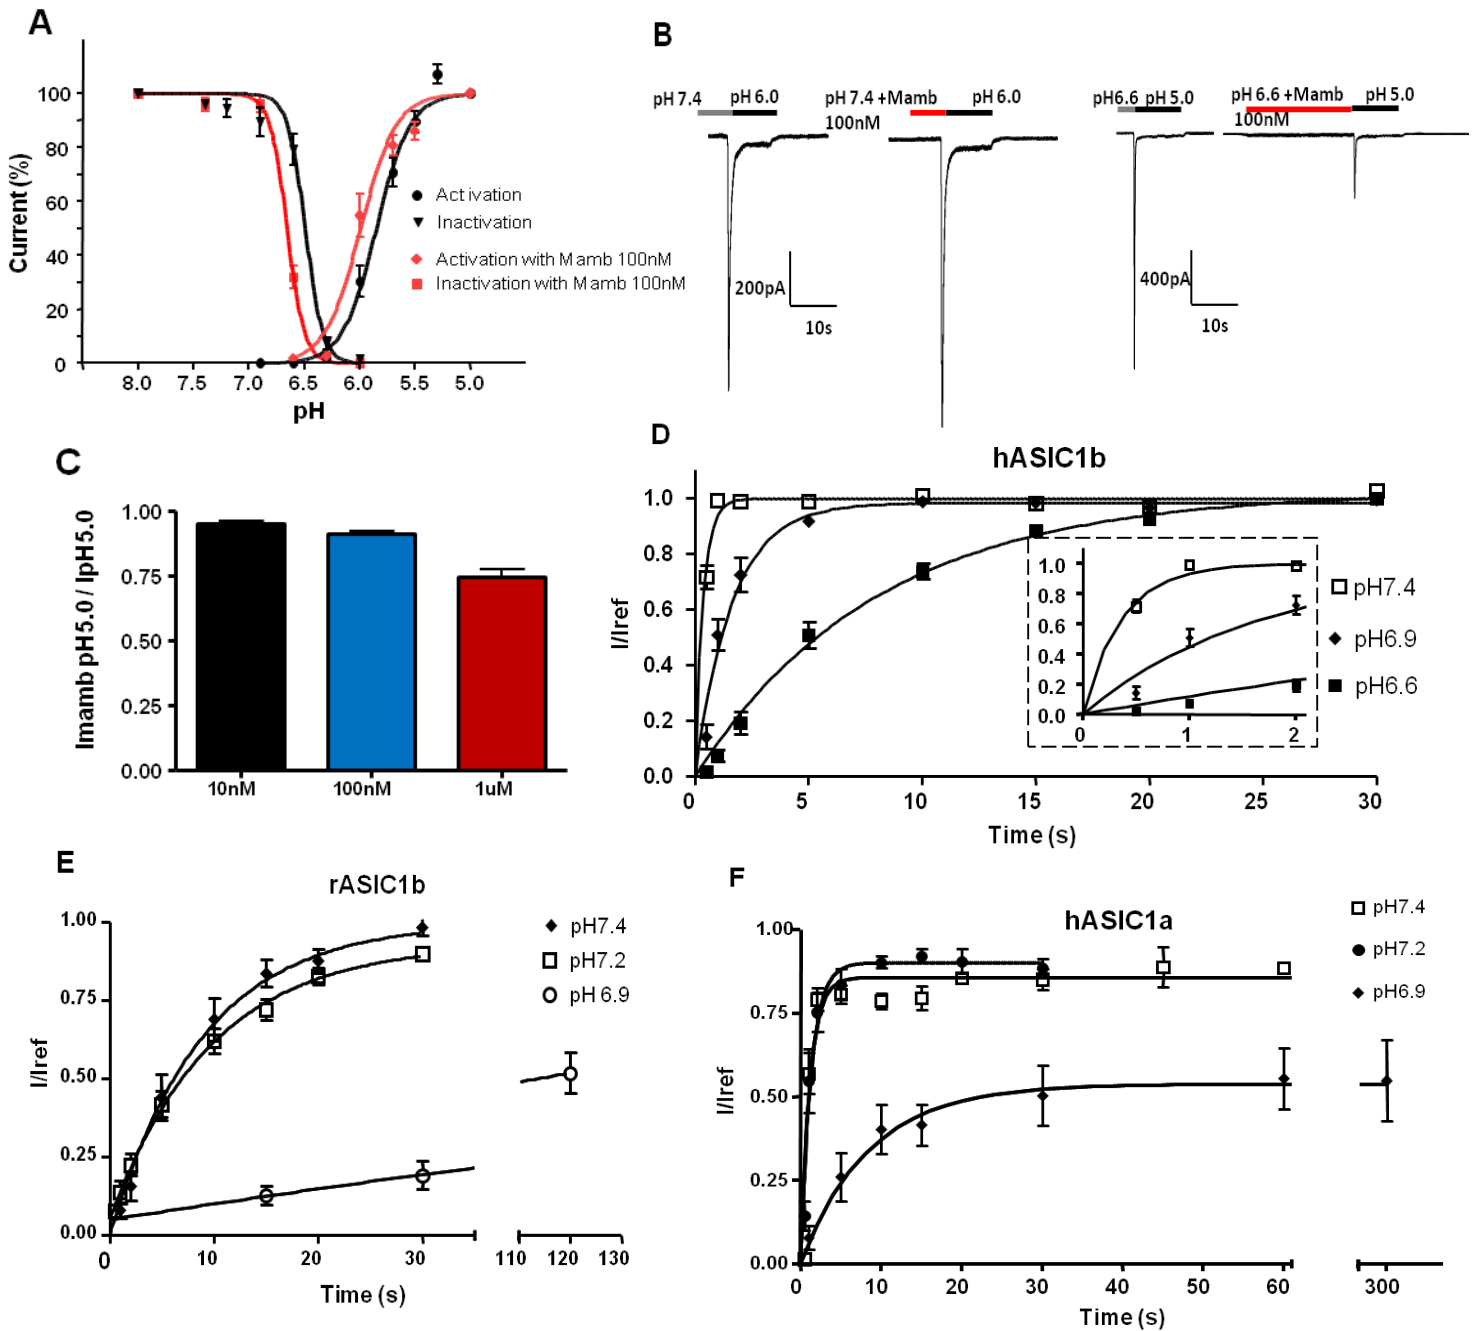 A
Current (%)
100
80
60
40
20
0
8.0 7.5 7.0 6.5 6.0 5.5 5.0
pH
Activation
Inactivation
Activation with Mamb 100nM
Inactivation with Mamb 100nM
B
pH 7.4 pH 6.0
pH 7.4 +Mamb pH 6.0
100nM
pH6.6 pH 5.0
pH 6.6 +Mamb pH 5.0
100nM
200pA
10s
400pA
10s
C
Imamb pH5.0 / IpH5.0
1.00
0.75
0.50
0.25
0.00
10nM 100nM 1uM
D
hASIC1b
I/Iref
1.0
0.8
0.6
0.4
0.2
0.0
0 5 10 15 20 25 30
Time (s)
1.0
0.8
0.6
0.4
0.2
0.0
0 1 2
pH7.4
pH6.9
pH6.6
E
rASIC1b
I/Iref
1.00
0.75
0.50
0.25
0.00
0 10 20 30 110 120 130
Time (s)
pH7.4
pH7.2
pH 6.9
F
hASIC1a
I/Iref
1.00
0.75
0.50
0.25
0.00
0 10 20 30 40 50 60 300
Time (s)
pH7.4
pH7.2
pH6.9